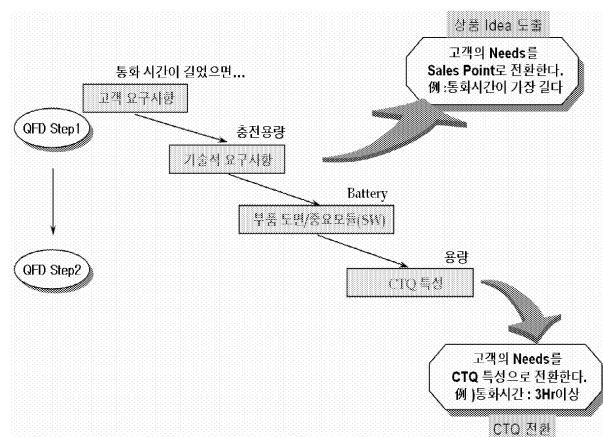 상품 Idea 도출
고객의 Needs를
Sales Point로 전환한다.
例 :통화시간이 가장 길다
통화 시간이 길었으면...
고객 요구사항
QFD Step1
충전용량
기술적 요구사항
Battery
부품 도면/중요모듈(SW)
용량
QFD Step2
CTQ 특성
고객의 Needs를
CTQ 특성으로 전환한다.
例 )통화시간 : 3Hr이상
CTQ 전환